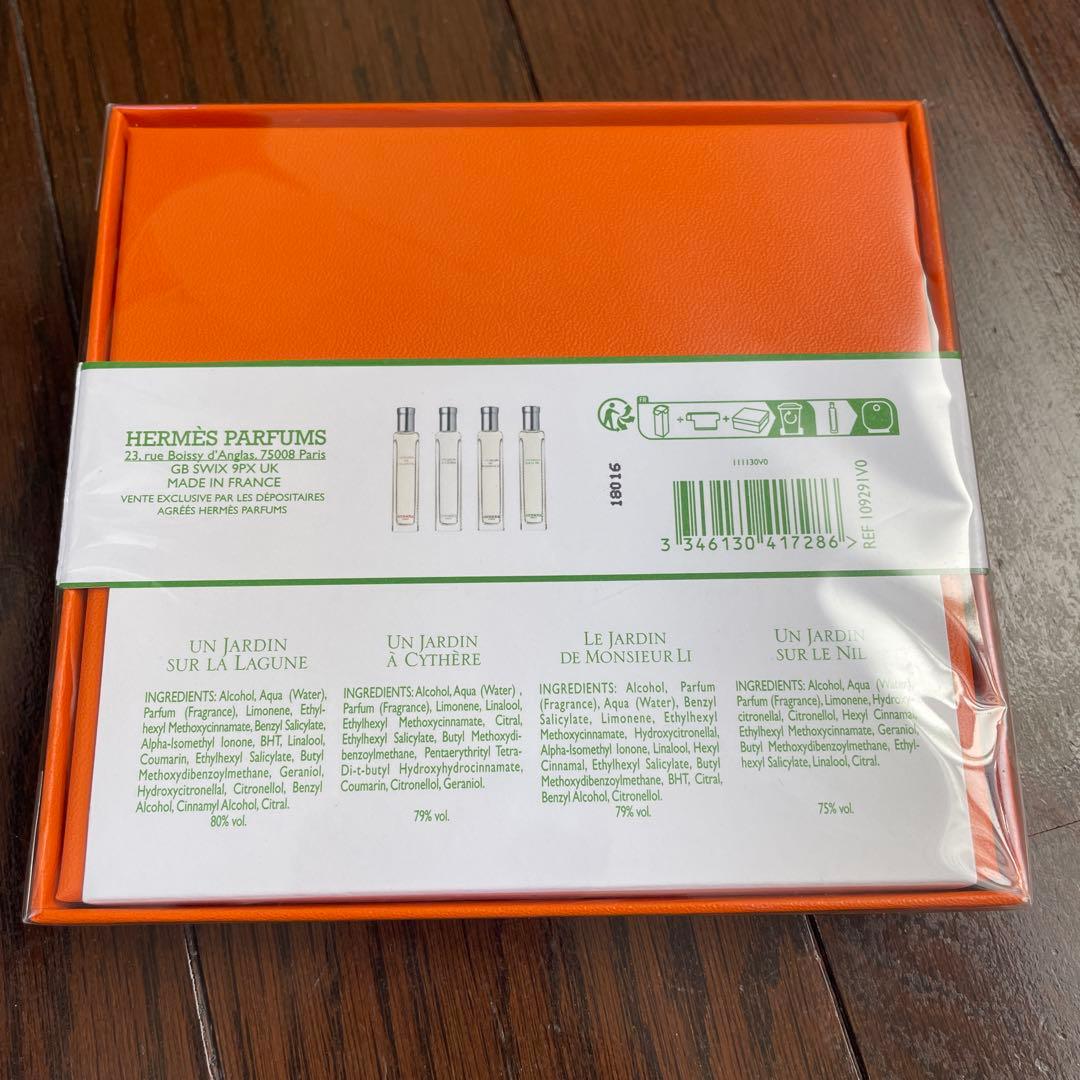 HERMÈS PARFUMS
23, rue Boissy d'Anglas, 75008 Paris
GB SWIX 9PX UK
MADE IN FRANCE
VENTE EXCLUSIVE PAR LES DÉPOSITAIRES
AGRÉÉS HERMÈS PARFUMS
FR
18016
111130V0
3 346130 417286 >
REF 109291V0
UN JARDIN
SUR LA LAGUNE
INGREDIENTS: Alcohol, Aqua (Water),
Parfum (Fragrance), Limonene, Ethyl-
hexyl Methoxycinnamate, Benzyl Salicylate,
Alpha-Isomethyl Ionone, BHT, Linalool,
Coumarin, Ethylhexyl Salicylate, Butyl
Methoxydibenzoylmethane, Geraniol,
Hydroxycitronellal, Citronellol, Benzyl
Alcohol, Cinnamyl Alcohol, Citral.
80% vol.
UN JARDIN
À CYTHÈRE
INGREDIENTS: Alcohol, Aqua (Water) ,
Parfum (Fragrance), Limonene, Linalool,
Ethylhexyl Methoxycinnamate, Citral,
Ethylhexyl Salicylate, Butyl Methoxydi-
benzoylmethane, Pentaerythrityl Tetra-
Di-t-butyl Hydroxyhydrocinnamate,
Coumarin, Citronellol, Geraniol.
79% vol.
LE JARDIN
DE MONSIEUR LI
INGREDIENTS: Alcohol, Parfum
(Fragrance), Aqua (Water), Benzyl
Salicylate, Limonene, Ethylhexyl
Methoxycinnamate, Hydroxycitronellal,
Alpha-Isomethyl Ionone, Linalool, Hexyl
Cinnamal, Ethylhexyl Salicylate, Butyl
Methoxydibenzoylmethane, BHT, Citral,
Benzyl Alcohol, Citronellol.
79% vol.
UN JARDIN
SUR LE NIL
INGREDIENTS: Alcohol, Aqua (Water),
Parfum (Fragrance), Limonene, Hydroxy-
citronellal, Citronellol, Hexyl Cinnamal,
Ethylhexyl Methoxycinnamate, Geraniol,
Butyl Methoxydibenzoylmethane, Ethyl-
hexyl Salicylate, Linalool, Citral.
75% vol.